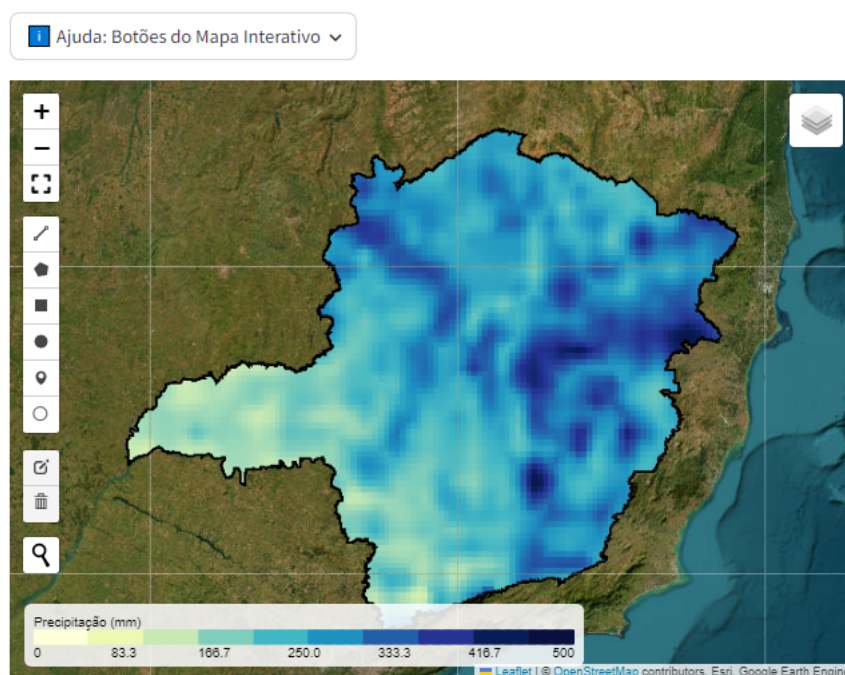 i Ajuda: Botões do Mapa Interativo
+
−
Precipitação (mm)
0 83.3 166.7 250.0 333.3 416.7 500
Leaflet | © OpenStreetMap contributors, Esri, Google Earth Engine